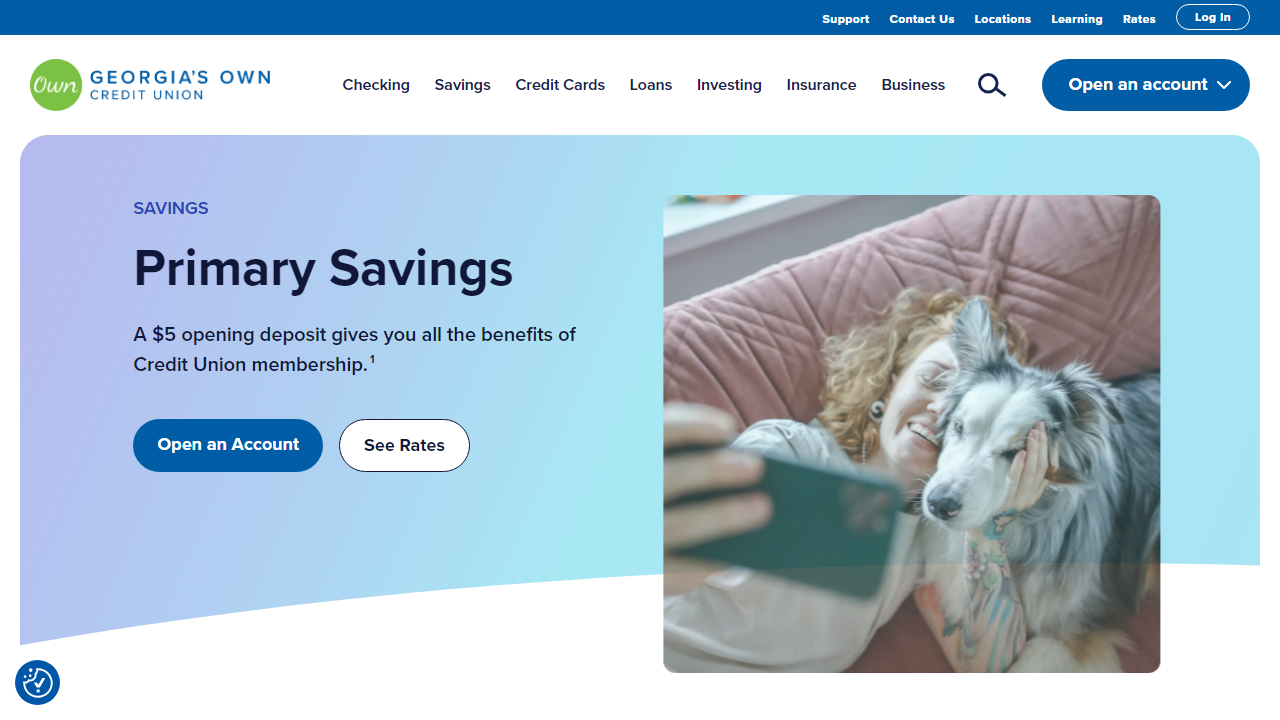 Support Contact Us Locations Learning Rates Log In
Own GEORGIA'S OWN
CREDIT UNION
Checking Savings Credit Cards Loans Investing Insurance Business Open an account
SAVINGS
Primary Savings
A $5 opening deposit gives you all the benefits of
Credit Union membership.¹
Open an Account See Rates